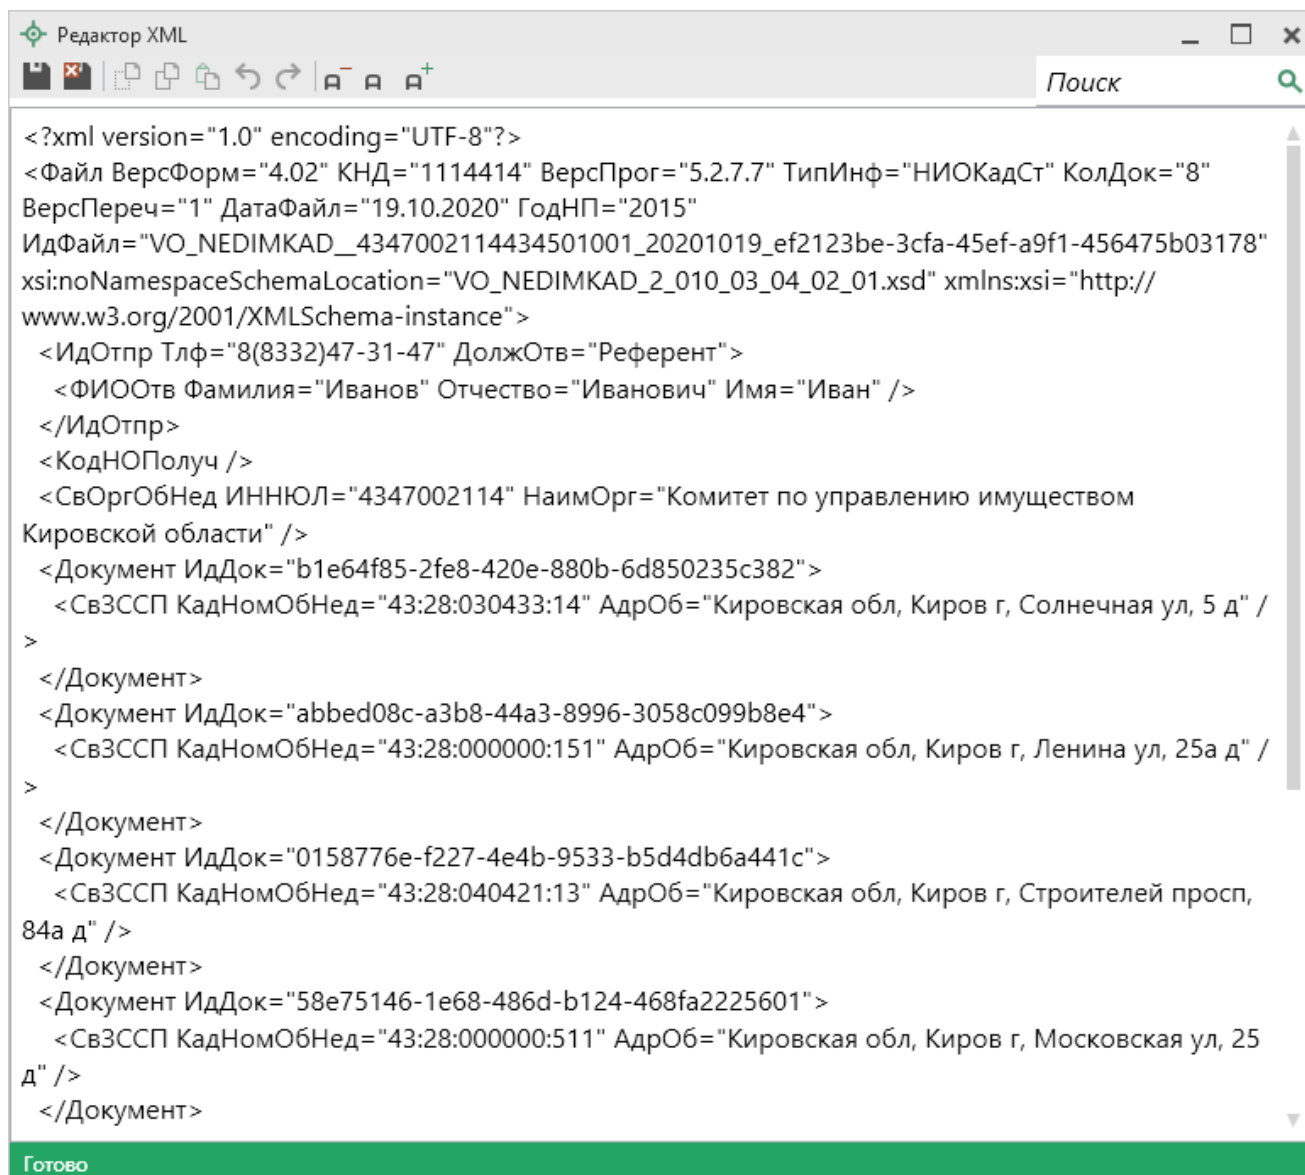 Редактор XML
Поиск
<?xml version="1.0" encoding="UTF-8"?>
<Файл ВерсФорм="4.02" КНД="1114414" ВерсПрог="5.2.7.7" ТипИнф="НИОКадСт" КолДок="8"
ВерсПереч="1" ДатаФайл="19.10.2020" ГодНП="2015"
ИдФайл="VO_NEDIMKAD__4347002114434501001_20201019_ef2123be-3cfa-45ef-a9f1-456475b03178"
xsi:noNamespaceSchemaLocation="VO_NEDIMKAD_2_010_03_04_02_01.xsd" xmlns:xsi="http://
www.w3.org/2001/XMLSchema-instance">
<ИдОтпр Тлф="8(8332)47-31-47" ДолжОтв="Референт">
<ФИООтв Фамилия="Иванов" Отчество="Иванович" Имя="Иван" />
</ИдОтпр>
<КодНОПолуч />
<СвОргОбНед ИННЮЛ="4347002114" НаимОрг="Комитет по управлению имуществом
Кировской области" />
<Документ ИдДок="b1e64f85-2fe8-420e-880b-6d850235c382">
<СвЗССП КадНомОбНед="43:28:030433:14" АдрОб="Кировская обл, Киров г, Солнечная ул, 5 д" /
>
</Документ>
<Документ ИдДок="abbed08c-a3b8-44a3-8996-3058c099b8e4">
<СвЗССП КадНомОбНед="43:28:000000:151" АдрОб="Кировская обл, Киров г, Ленина ул, 25а д" /
>
</Документ>
<Документ ИдДок="0158776e-f227-4e4b-9533-b5d4db6a441c">
<СвЗССП КадНомОбНед="43:28:040421:13" АдрОб="Кировская обл, Киров г, Строителей просп,
84а д" />
</Документ>
<Документ ИдДок="58e75146-1e68-486d-b124-468fa2225601">
<СвЗССП КадНомОбНед="43:28:000000:511" АдрОб="Кировская обл, Киров г, Московская ул, 25
д" />
</Документ>
Готово